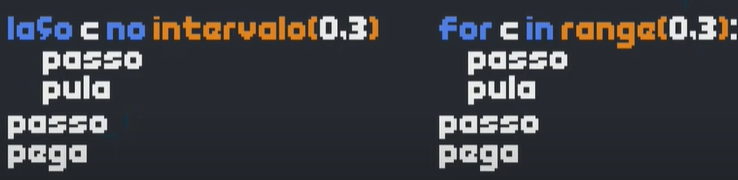 laço c no intervalo(0,3)
    passo
    pula
passo
pega
for c in range(0,3):
    passo
    pula
passo
pega